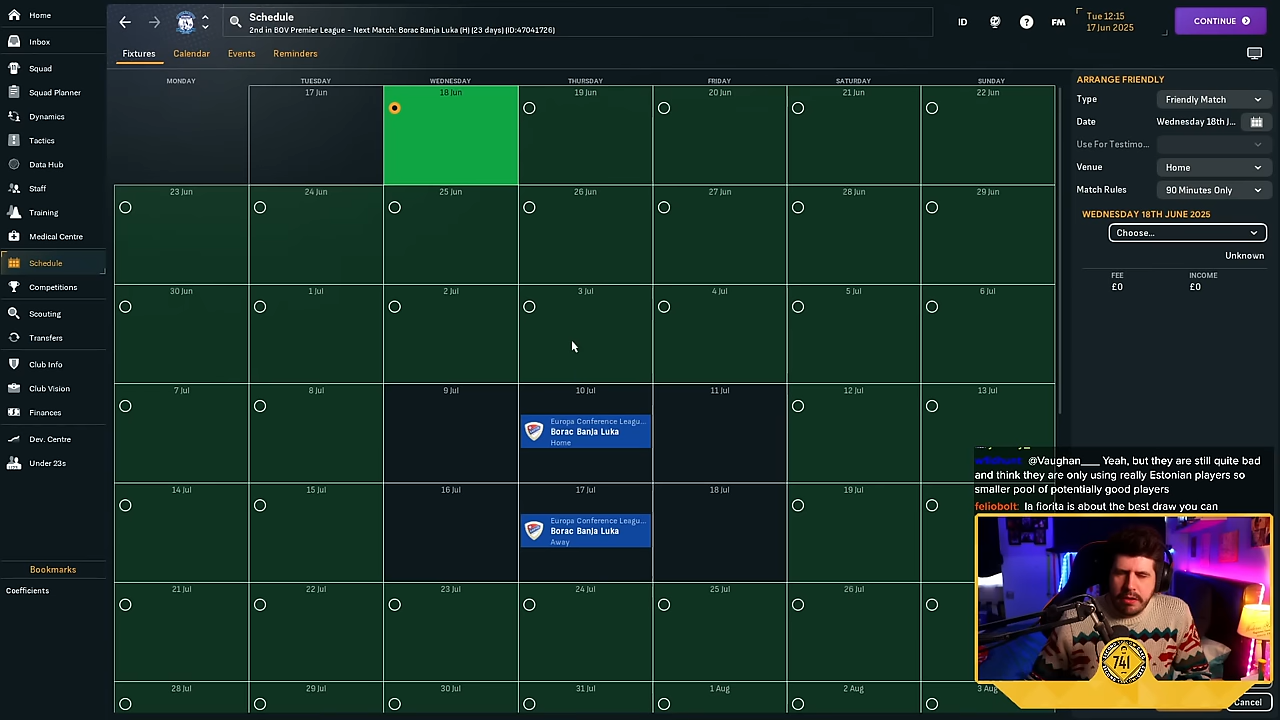 Home
Inbox
Squad
Squad Planner
Dynamics
Tactics
Data Hub
Staff
Training
Medical Centre
Schedule
Competitions
Scouting
Transfers
Club Info
Club Vision
Finances
Dev. Centre
Under 23s
Bookmarks
Coefficients
Schedule
2nd in BOV Premier League - Next Match: Borac Banja Luka (H) (23 days) (ID:47041726)
ID
?
FM
Tue 12:15
17 Jun 2025
CONTINUE
Fixtures
Calendar
Events
Reminders
MONDAY
TUESDAY
WEDNESDAY
THURSDAY
FRIDAY
SATURDAY
SUNDAY
17 Jun
18 Jun
19 Jun
20 Jun
21 Jun
22 Jun
23 Jun
24 Jun
25 Jun
26 Jun
27 Jun
28 Jun
29 Jun
30 Jun
1 Jul
2 Jul
3 Jul
4 Jul
5 Jul
6 Jul
7 Jul
8 Jul
9 Jul
10 Jul
11 Jul
12 Jul
13 Jul
Europa Conference Leagu...
Borac Banja Luka
Home
14 Jul
15 Jul
16 Jul
17 Jul
18 Jul
19 Jul
Europa Conference Leagu...
Borac Banja Luka
Away
21 Jul
22 Jul
23 Jul
24 Jul
25 Jul
26 Jul
28 Jul
29 Jul
30 Jul
31 Jul
1 Aug
2 Aug
3 Aug
ARRANGE FRIENDLY
Type
Friendly Match
Date
Wednesday 18th J...
Use For Testimo...
Venue
Home
Match Rules
90 Minutes Only
WEDNESDAY 18TH JUNE 2025
Choose...
Unknown
FEE
INCOME
£0
£0
@Vaughan___ Yeah, but they are still quite bad
and think they are only using really Estonian players so
smaller pool of potentially good players
feliobolt: la fiorita is about the best draw you can
741
Cancel